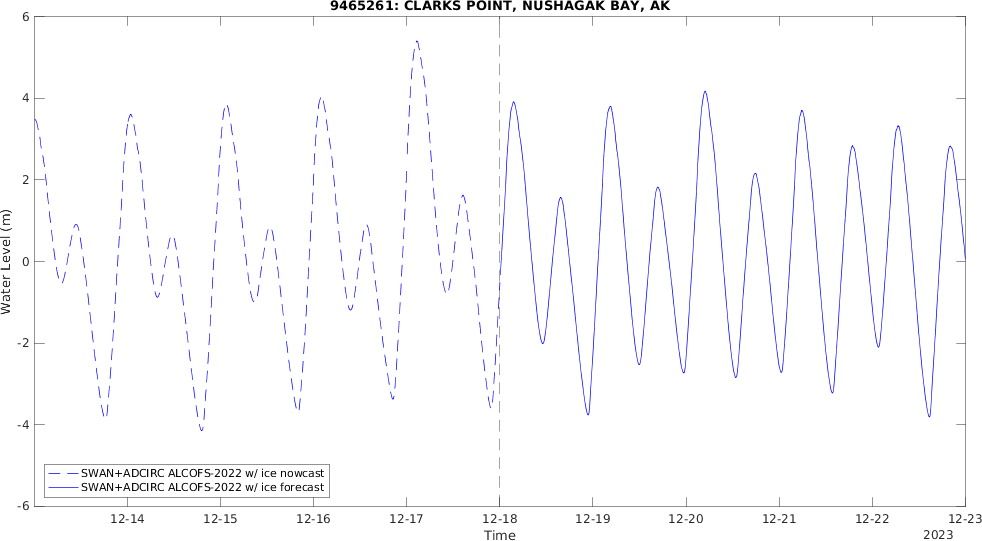 9465261: CLARKS POINT, NUSHAGAK BAY, AK
6
4
2
0
-2
-4
-6
Water Level (m)
SWAN+ADCIRC ALCOFS-2022 w/ ice nowcast
SWAN+ADCIRC ALCOFS-2022 w/ ice forecast
12-14 12-15 12-16 12-17 12-18 12-19 12-20 12-21 12-22 12-23
Time
2023